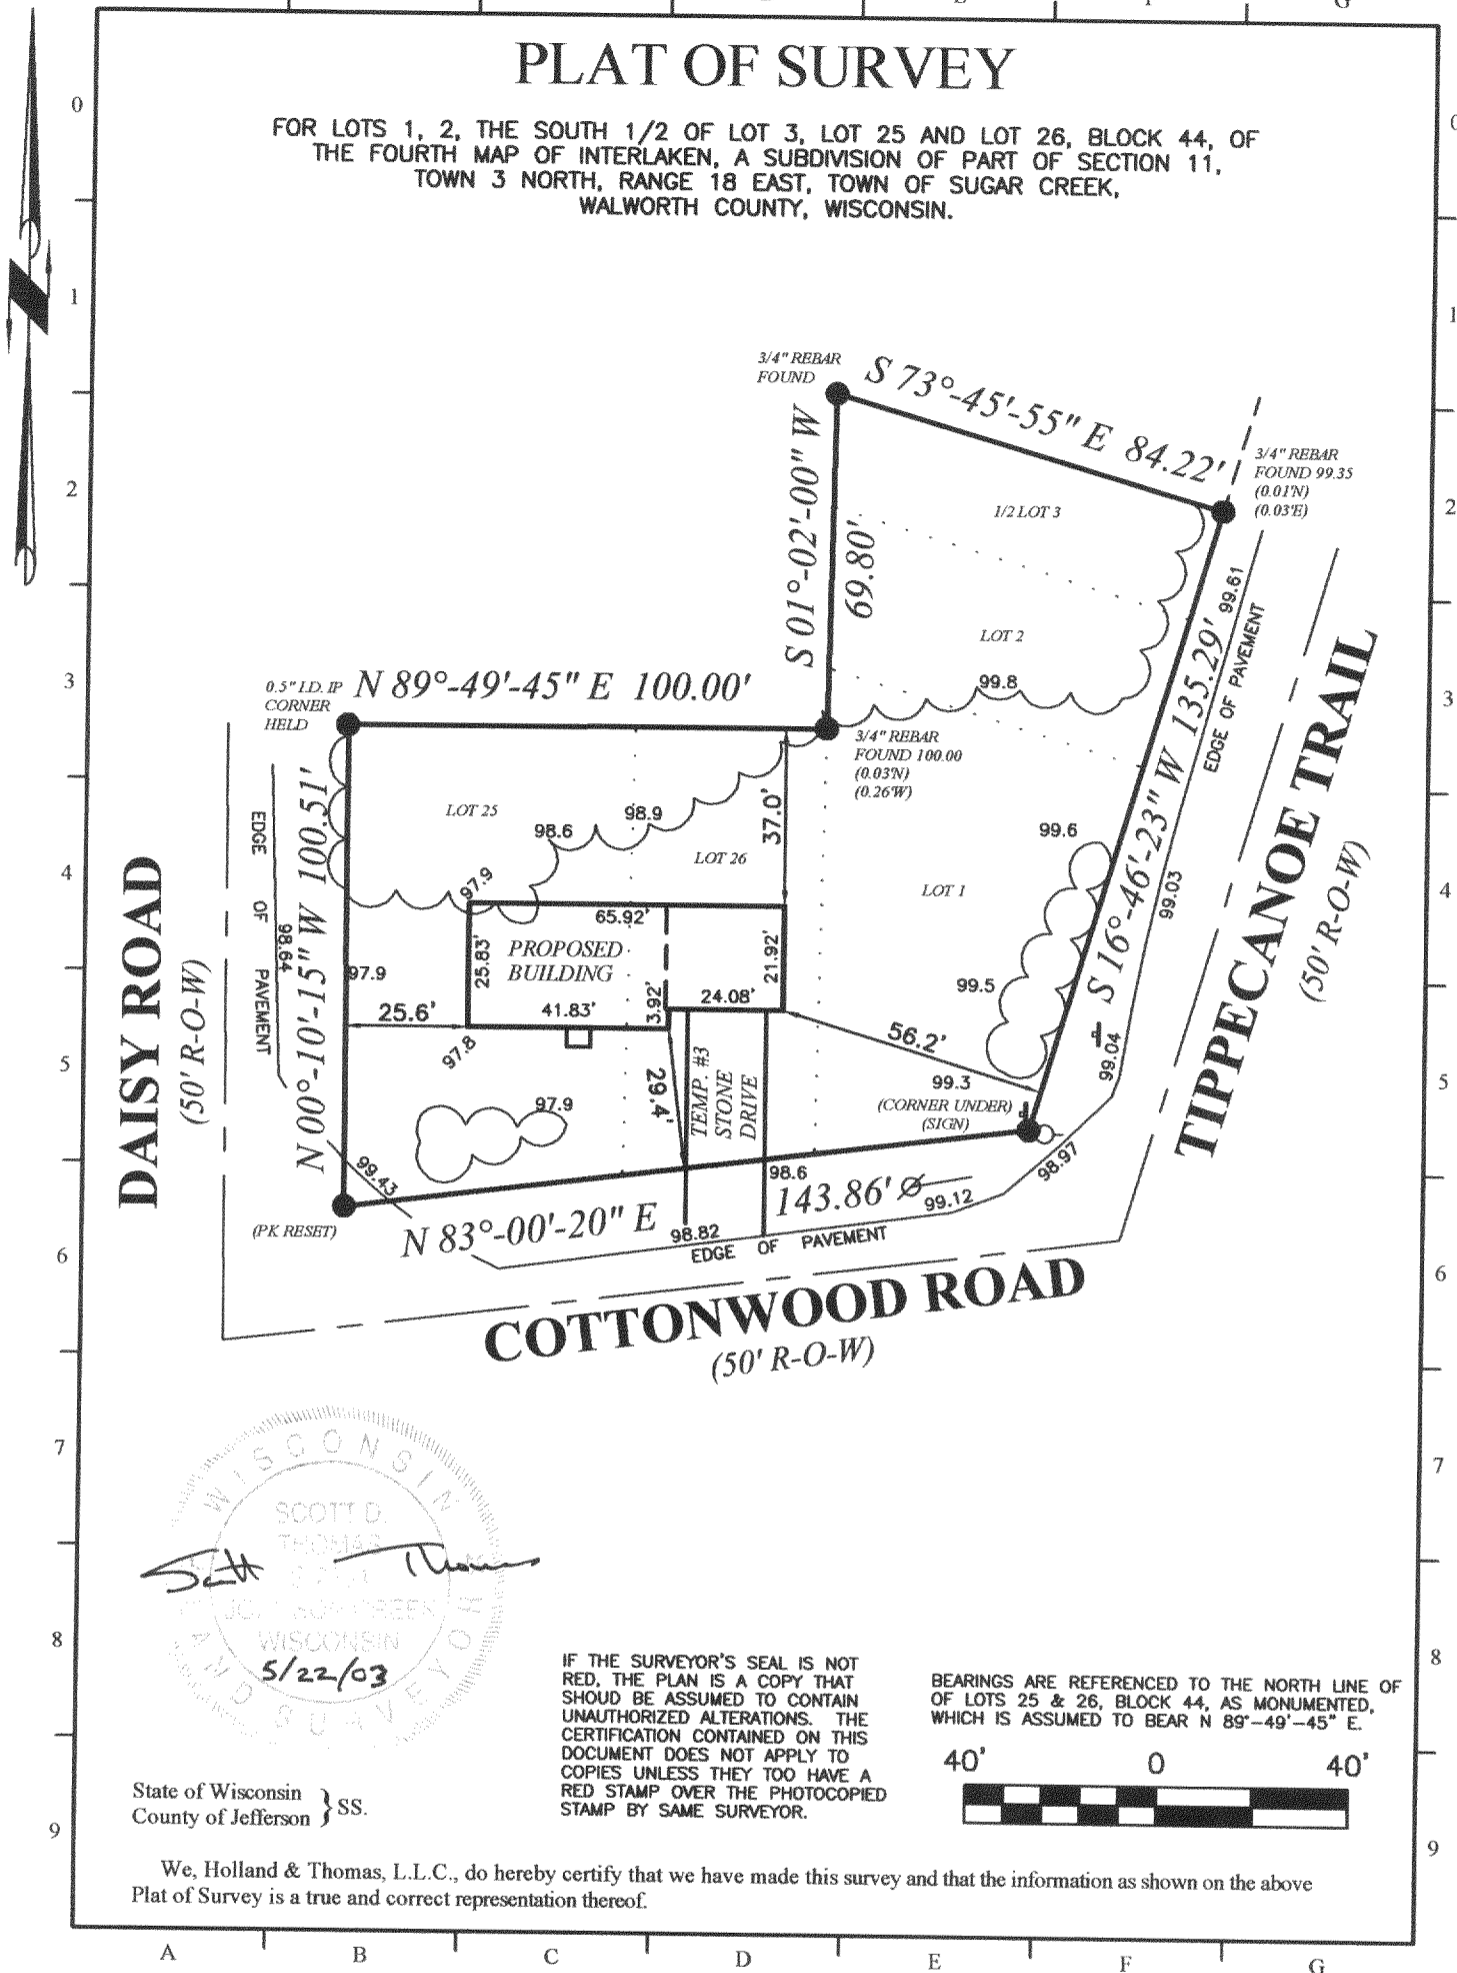 PLAT OF SURVEY
FOR LOTS 1, 2, THE SOUTH 1/2 OF LOT 3, LOT 25 AND LOT 26, BLOCK 44, OF
THE FOURTH MAP OF INTERLAKEN, A SUBDIVISION OF PART OF SECTION 11,
TOWN 3 NORTH, RANGE 18 EAST, TOWN OF SUGAR CREEK,
WALWORTH COUNTY, WISCONSIN.
0
1
2
3
4
5
6
7
8
9
3/4" REBAR
FOUND
S 73°-45'-55" E 84.22'
3/4" REBAR
FOUND 99.35
(0.01'N)
(0.03'E)
S 01°-02'-00" W
69.80'
1/2 LOT 3
LOT 2
99.8
99.61
EDGE OF PAVEMENT
S 16°-46'-23" W 135.29'
99.03
TIPPECANOE TRAIL
(50' R-O-W)
0.5" I.D. IP
CORNER
HELD
N 89°-49'-45" E 100.00'
3/4" REBAR
FOUND 100.00
(0.03'N)
(0.26'W)
LOT 25
98.6
98.9
37.0'
LOT 26
99.6
LOT 1
97.9
65.92'
PROPOSED
BUILDING
25.83'
41.83'
3.92'
24.08'
21.92'
99.5
56.2'
99.04
DAISY ROAD
(50' R-O-W)
EDGE OF PAVEMENT
98.64
N 00°-10'-15" W 100.51'
97.9
25.6'
97.8
29.4'
TEMP. #3
STONE
DRIVE
99.3
(CORNER UNDER)
(SIGN)
97.9
99.43
98.6
98.97
(PK RESET)
N 83°-00'-20" E
143.86'
99.12
98.82
EDGE OF PAVEMENT
COTTONWOOD ROAD
(50' R-O-W)
WISCONSIN
SCOTT D.
THOMAS
JOHNSON CREEK
WISCONSIN
LAND SURVEYOR
Scott Thomas
5/22/03
IF THE SURVEYOR'S SEAL IS NOT
RED, THE PLAN IS A COPY THAT
SHOUD BE ASSUMED TO CONTAIN
UNAUTHORIZED ALTERATIONS. THE
CERTIFICATION CONTAINED ON THIS
DOCUMENT DOES NOT APPLY TO
COPIES UNLESS THEY TOO HAVE A
RED STAMP OVER THE PHOTOCOPIED
STAMP BY SAME SURVEYOR.
BEARINGS ARE REFERENCED TO THE NORTH LINE OF
OF LOTS 25 & 26, BLOCK 44, AS MONUMENTED,
WHICH IS ASSUMED TO BEAR N 89°-49'-45" E.
40' 0 40'
State of Wisconsin
County of Jefferson } SS.
We, Holland & Thomas, L.L.C., do hereby certify that we have made this survey and that the information as shown on the above
Plat of Survey is a true and correct representation thereof.
1
2
3
4
5
6
7
8
9
A B C D E F G